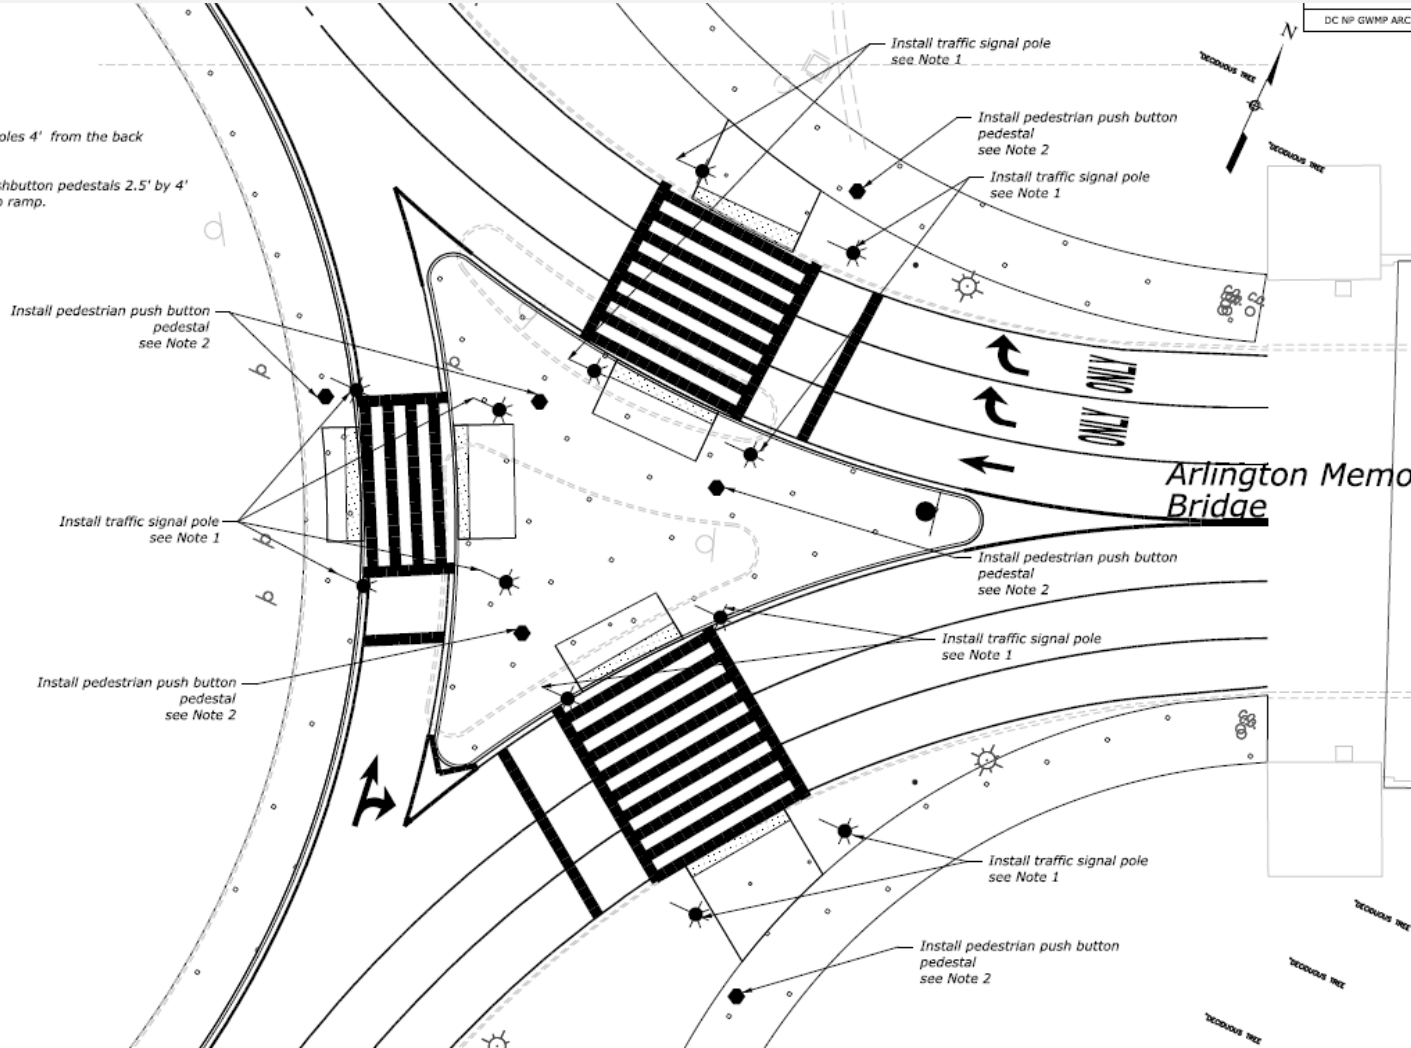 DC NP GWMP ARC
N
Install traffic signal pole
see Note 1
"DECIDUOUS TREE
oles 4' from the back
Install pedestrian push button
pedestal
see Note 2
"DECIDUOUS TREE
shbutton pedestals 2.5' by 4'
o ramp.
Install traffic signal pole
see Note 1
Install pedestrian push button
pedestal
see Note 2
ONLY
ONLY
Arlington Memo
Bridge
Install traffic signal pole
see Note 1
Install pedestrian push button
pedestal
see Note 2
Install traffic signal pole
see Note 1
Install pedestrian push button
pedestal
see Note 2
Install traffic signal pole
see Note 1
"DECIDUOUS TREE
Install pedestrian push button
pedestal
see Note 2
"DECIDUOUS TREE
"DECIDUOUS TREE